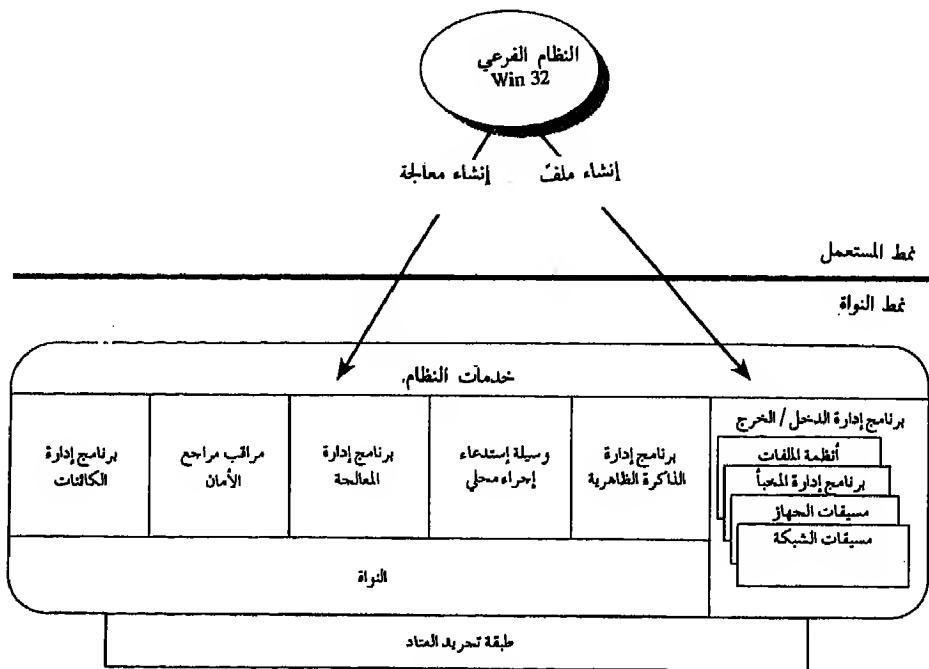 النظام الفرعي
Win 32
إنشاء ملف
إنشاء معالجة
نمط المستعمل
نمط النواة
خدمات النظام
برنامج إدارة الدخل / الخرج
أنظمة الملفات
برنامج إدارة المخبأ
مسيقات الجهاز
مسيقات الشبكة
برنامج إدارة
الذاكرة الظاهرية
وسيلة إستدعاء
إجراء محلي
برنامج إدارة
المعالجة
مراقب مراجع
الأمان
برنامج إدارة
الكائنات
النواة
طبقة تجريد العتاد